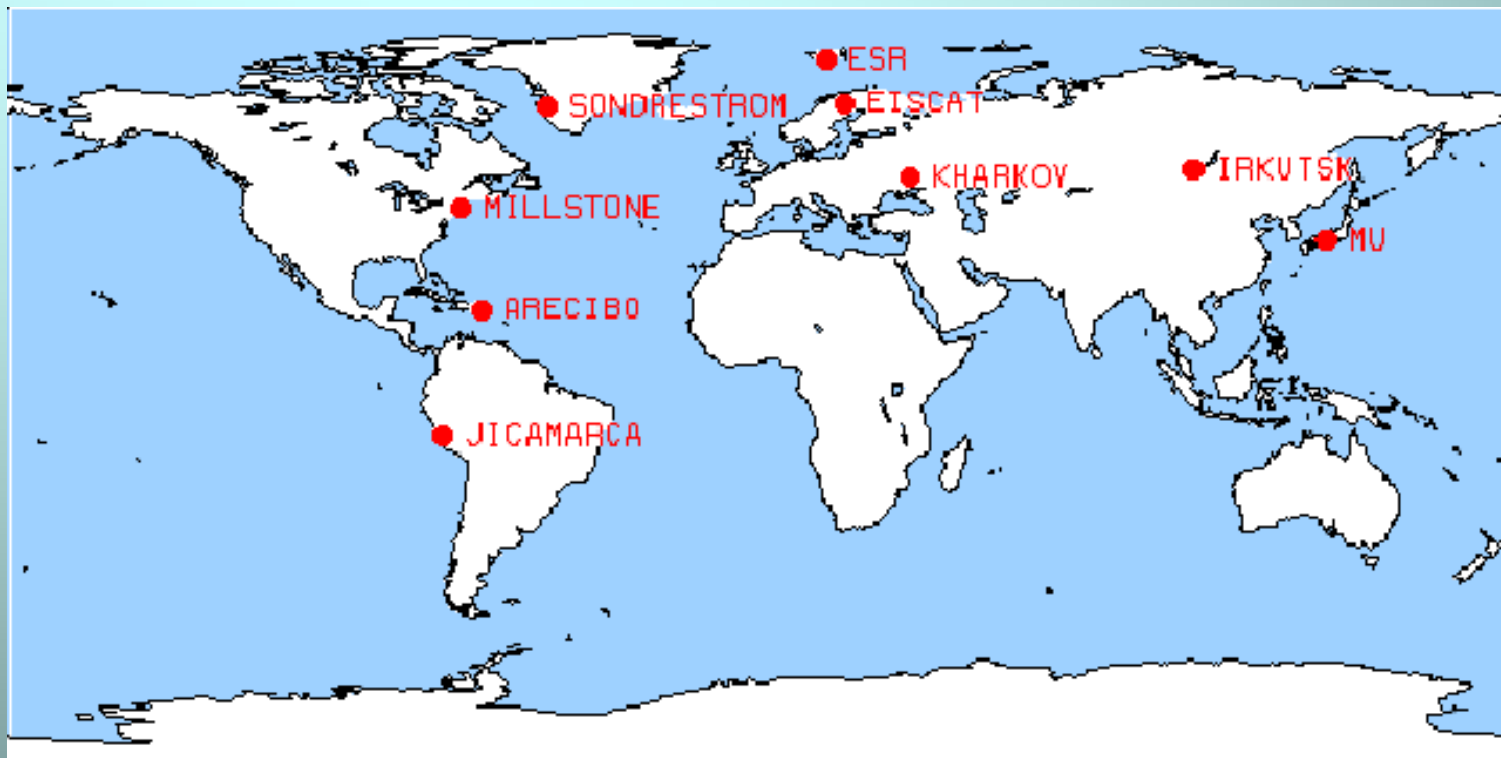 ESR
SONDRESTROM
EISCAT
KHARKOV
IRKUTSK
MILLSTONE
MU
ARECIBO
JICAMARCA